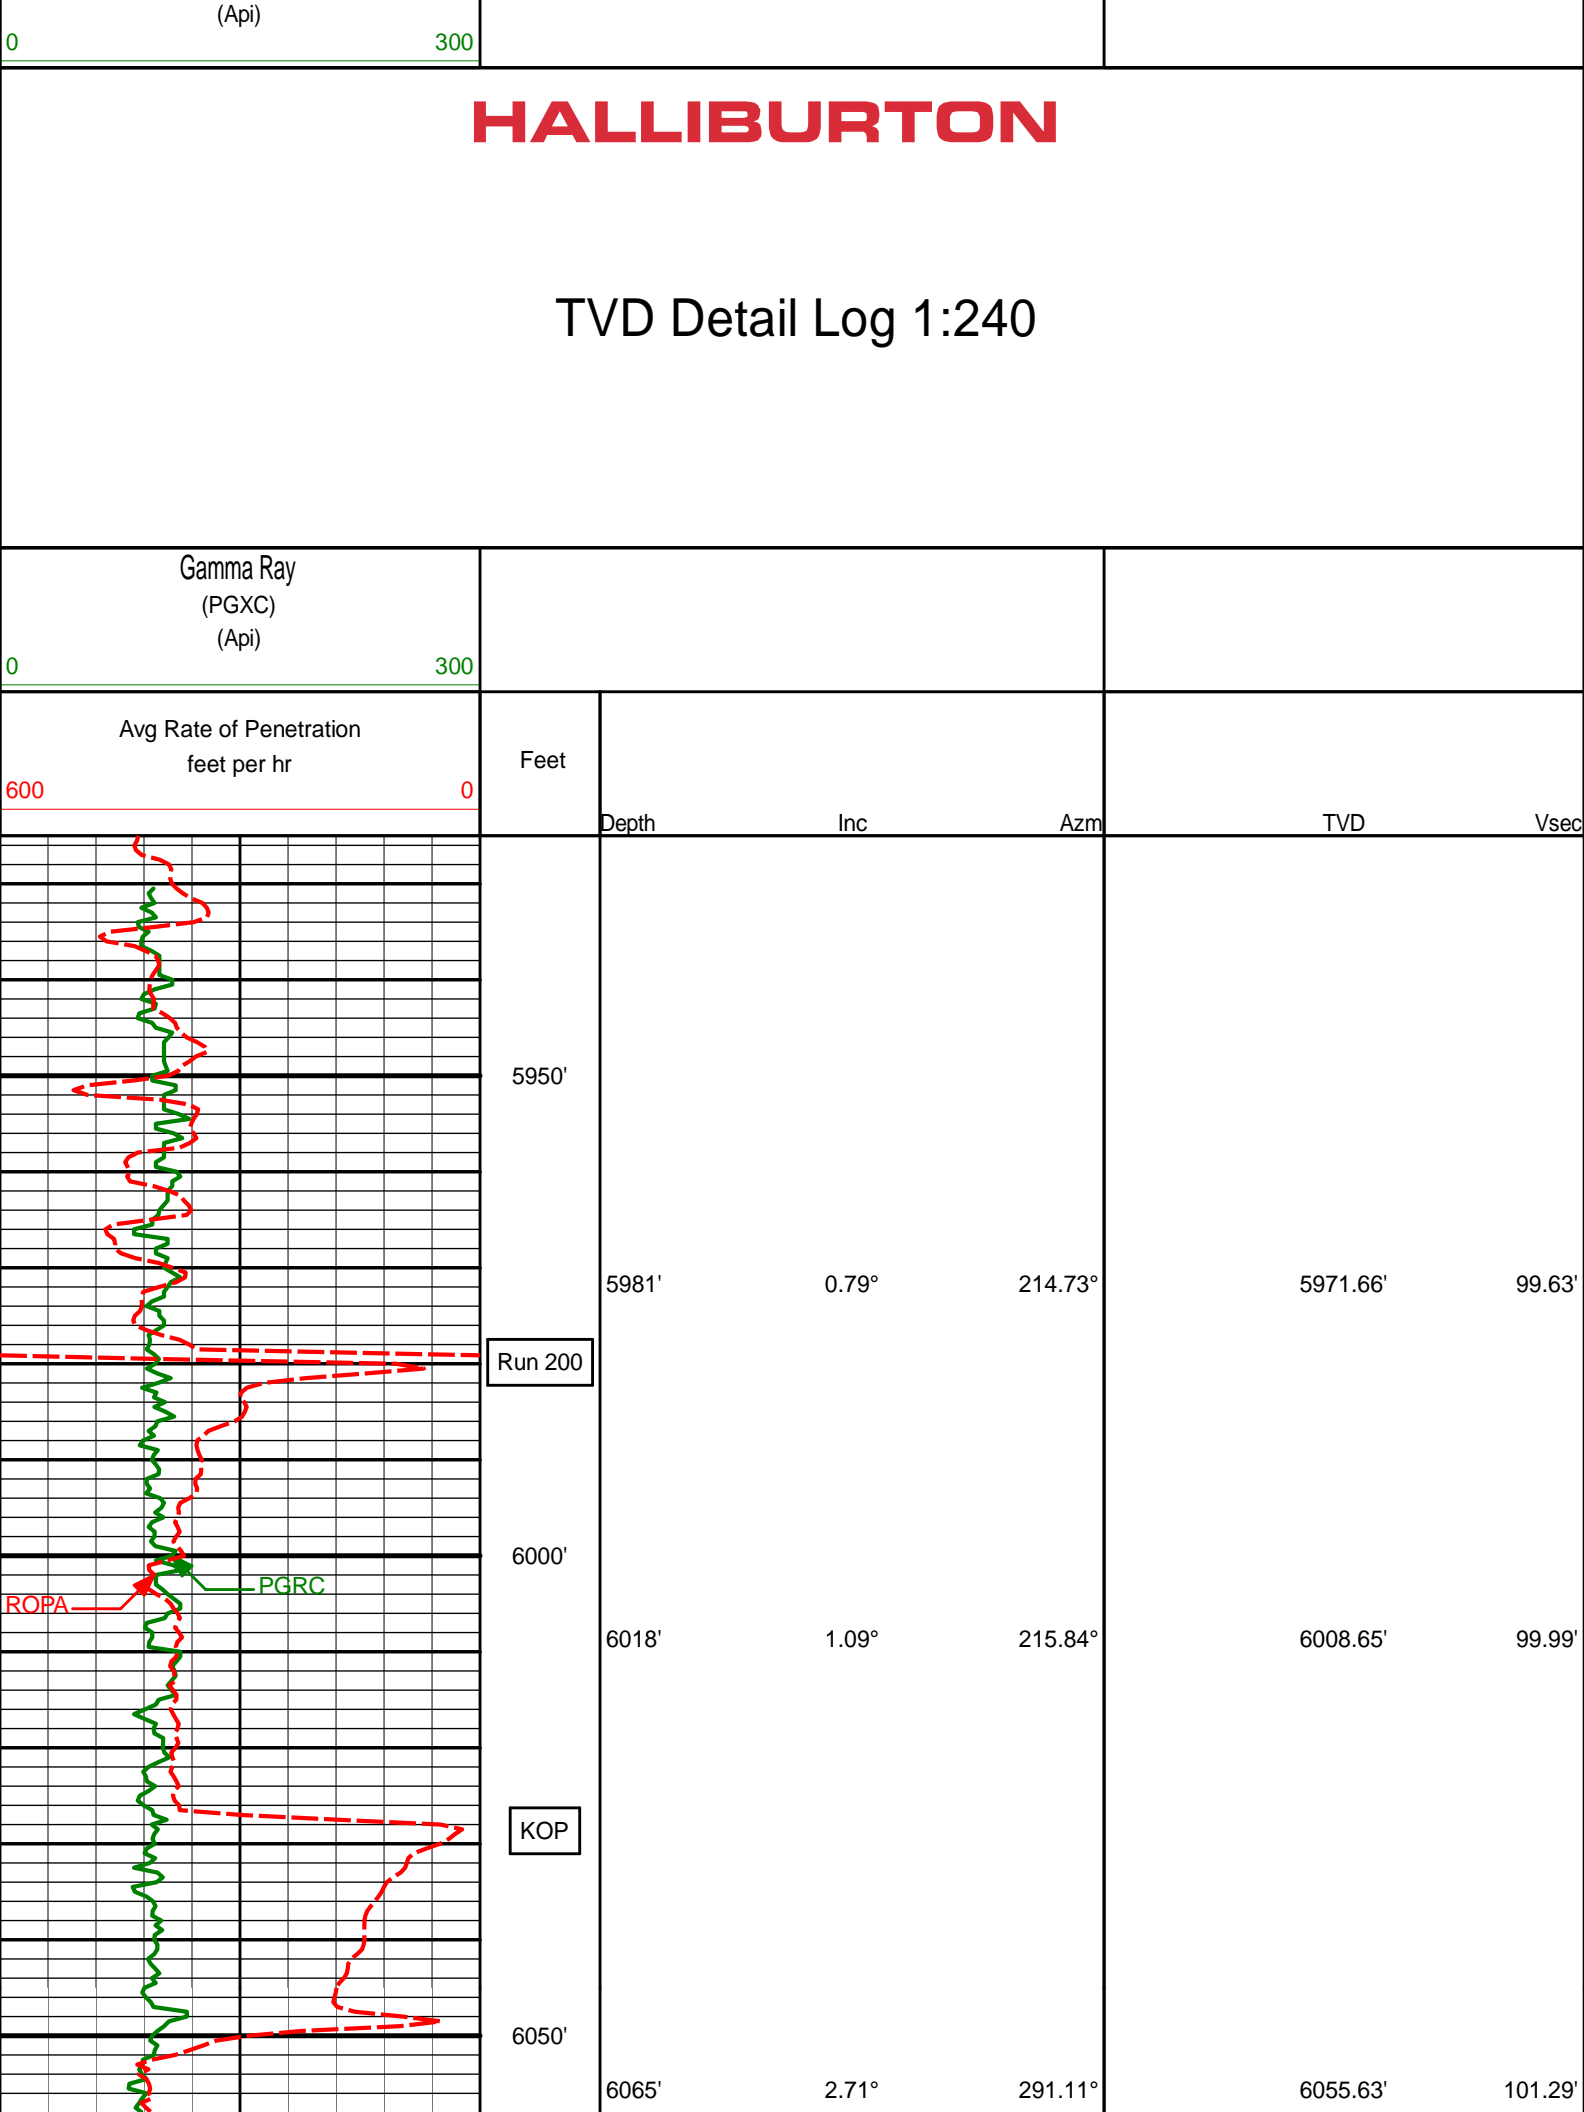 (Api)
0 300
HALLIBURTON
TVD Detail Log 1:240
Gamma Ray
(PGXC)
(Api)
0 300
Avg Rate of Penetration
feet per hr
600 0
Feet
Depth Inc Azm TVD Vsec
5950'
5981' 0.79° 214.73° 5971.66' 99.63'
Run 200
6000'
PGRC
ROPA
6018' 1.09° 215.84° 6008.65' 99.99'
KOP
6050'
6065' 2.71° 291.11° 6055.63' 101.29'